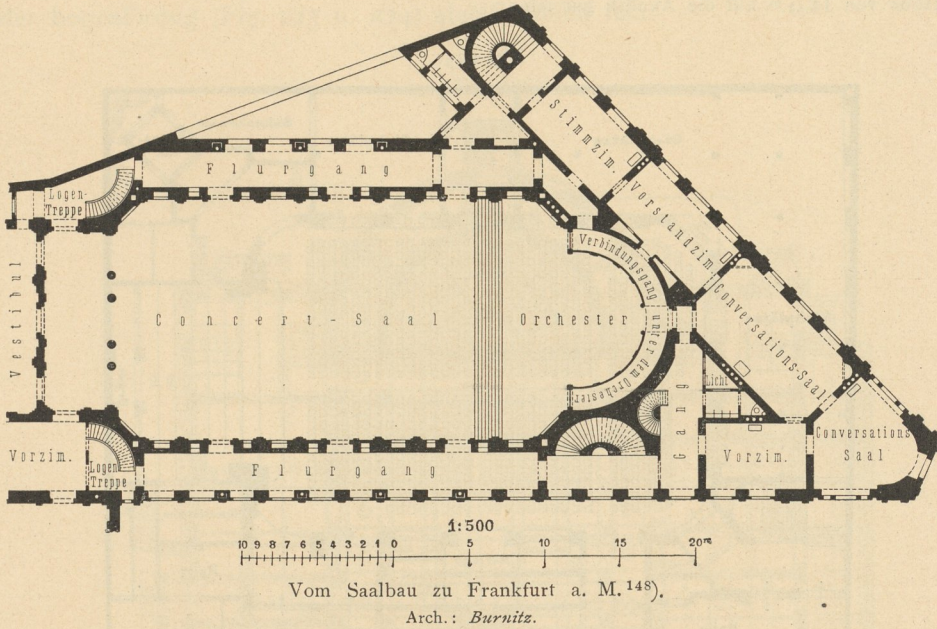 Stimmzim.
Flurgang
Logen-
Treppe
Vorstandzim.
Verbindungsgang unter dem Orchester
Vestibul
Concert-Saal
Orchester
Conversations-Saal
Licht
Gang
Vorzim.
Logen
Treppe
Flurgang
Vorzim.
Conversations
Saal
1:500
10 9 8 7 6 5 4 3 2 1 0 5 10 15 20m
Vom Saalbau zu Frankfurt a. M. 148).
Arch.: Burnitz.